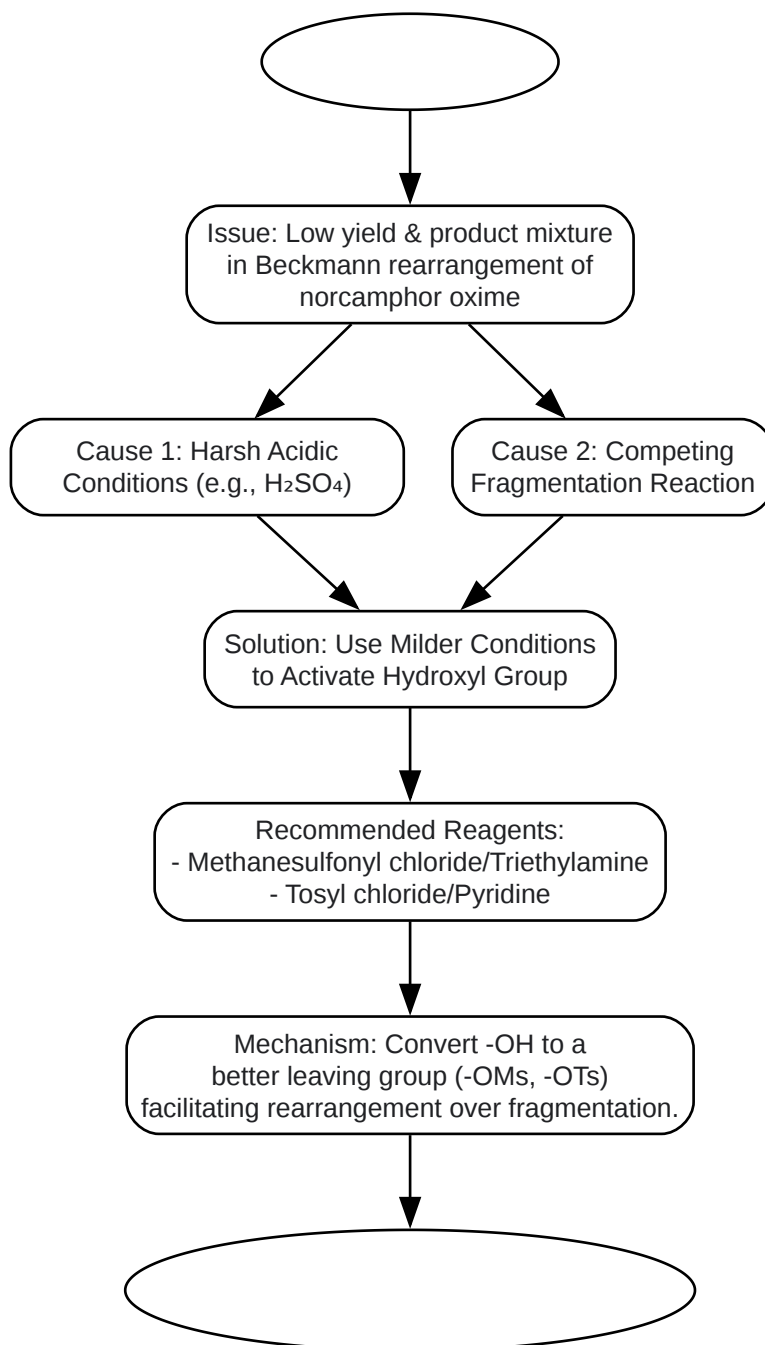 Issue: Low yield & product mixture
in Beckmann rearrangement of
norcamphor oxime
Cause 1: Harsh Acidic
Conditions (e.g., H₂SO₄)
Cause 2: Competing
Fragmentation Reaction
Solution: Use Milder Conditions
to Activate Hydroxyl Group
Recommended Reagents:
- Methanesulfonyl chloride/Triethylamine
- Tosyl chloride/Pyridine
Mechanism: Convert -OH to a
better leaving group (-OMs, -OTs)
facilitating rearrangement over fragmentation.